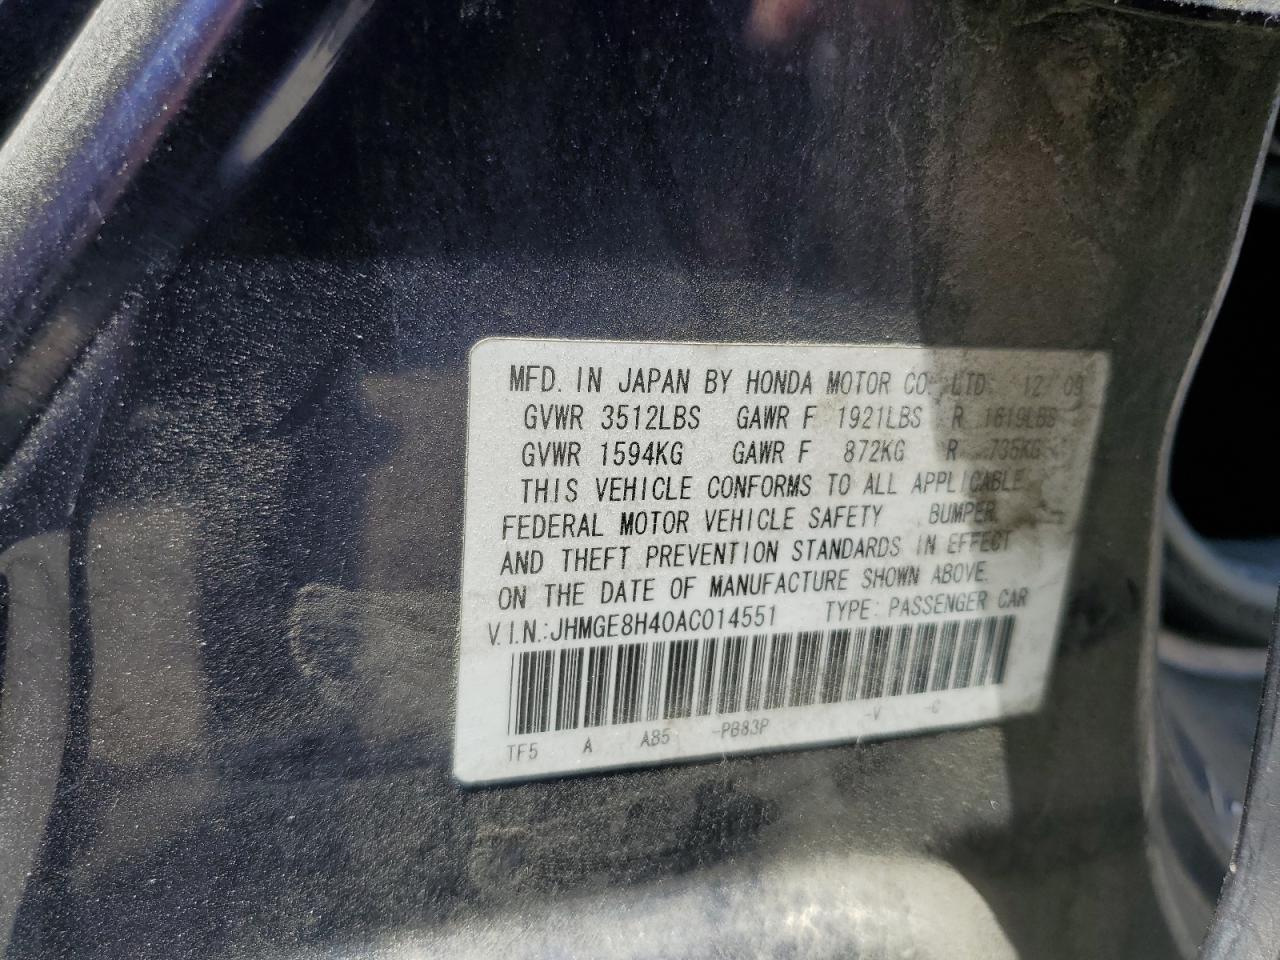 MFD. IN JAPAN BY HONDA MOTOR CO., LTD. 12/09
GVWR 3512LBS GAWR F 1921LBS R 1619LBS
GVWR 1594KG GAWR F 872KG R 735KG
THIS VEHICLE CONFORMS TO ALL APPLICABLE
FEDERAL MOTOR VEHICLE SAFETY BUMPER,
AND THEFT PREVENTION STANDARDS IN EFFECT
ON THE DATE OF MANUFACTURE SHOWN ABOVE.
V.I.N.:JHMGE8H40AC014551 TYPE: PASSENGER CAR
TF5 A AB5 -PB83P -V -C